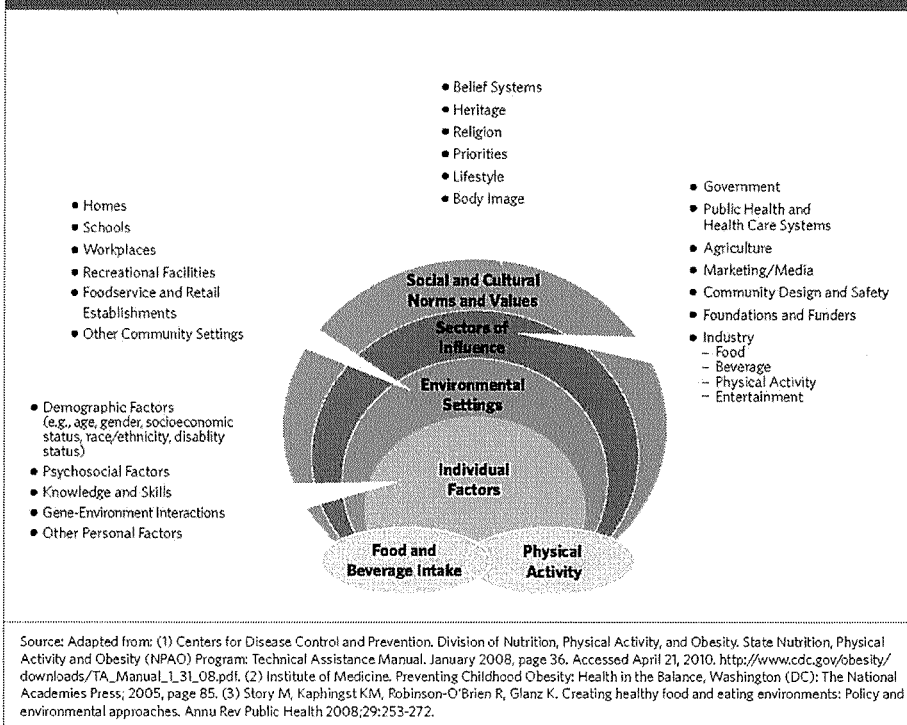 • Belief Systems
• Heritage
• Religion
• Priorities
• Lifestyle
• Body Image
• Homes
• Schools
• Workplaces
• Recreational Facilities
• Foodservice and Retail
Establishments
• Other Community Settings
• Government
• Public Health and
Health Care Systems
• Agriculture
• Marketing/Media
• Community Design and Safety
• Foundations and Funders
• Industry
– Food
– Beverage
– Physical Activity
– Entertainment
• Demographic Factors
(e.g., age, gender, socioeconomic
status, race/ethnicity, disablity
status)
• Psychosocial Factors
• Knowledge and Skills
• Gene-Environment Interactions
• Other Personal Factors
Social and Cultural
Norms and Values
Sectors of
Influence
Environmental
Settings
Individual
Factors
Food and
Beverage Intake
Physical
Activity
Source: Adapted from: (1) Centers for Disease Control and Prevention. Division of Nutrition, Physical Activity, and Obesity. State Nutrition, Physical
Activity and Obesity (NPAO) Program: Technical Assistance Manual. January 2008, page 36. Accessed April 21, 2010. http://www.cdc.gov/obesity/
downloads/TA_Manual_1_31_08.pdf. (2) Institute of Medicine. Preventing Childhood Obesity: Health in the Balance, Washington (DC): The National
Academies Press; 2005, page 85. (3) Story M, Kaphingst KM, Robinson-O'Brien R, Glanz K. Creating healthy food and eating environments: Policy and
environmental approaches. Annu Rev Public Health 2008;29:253-272.